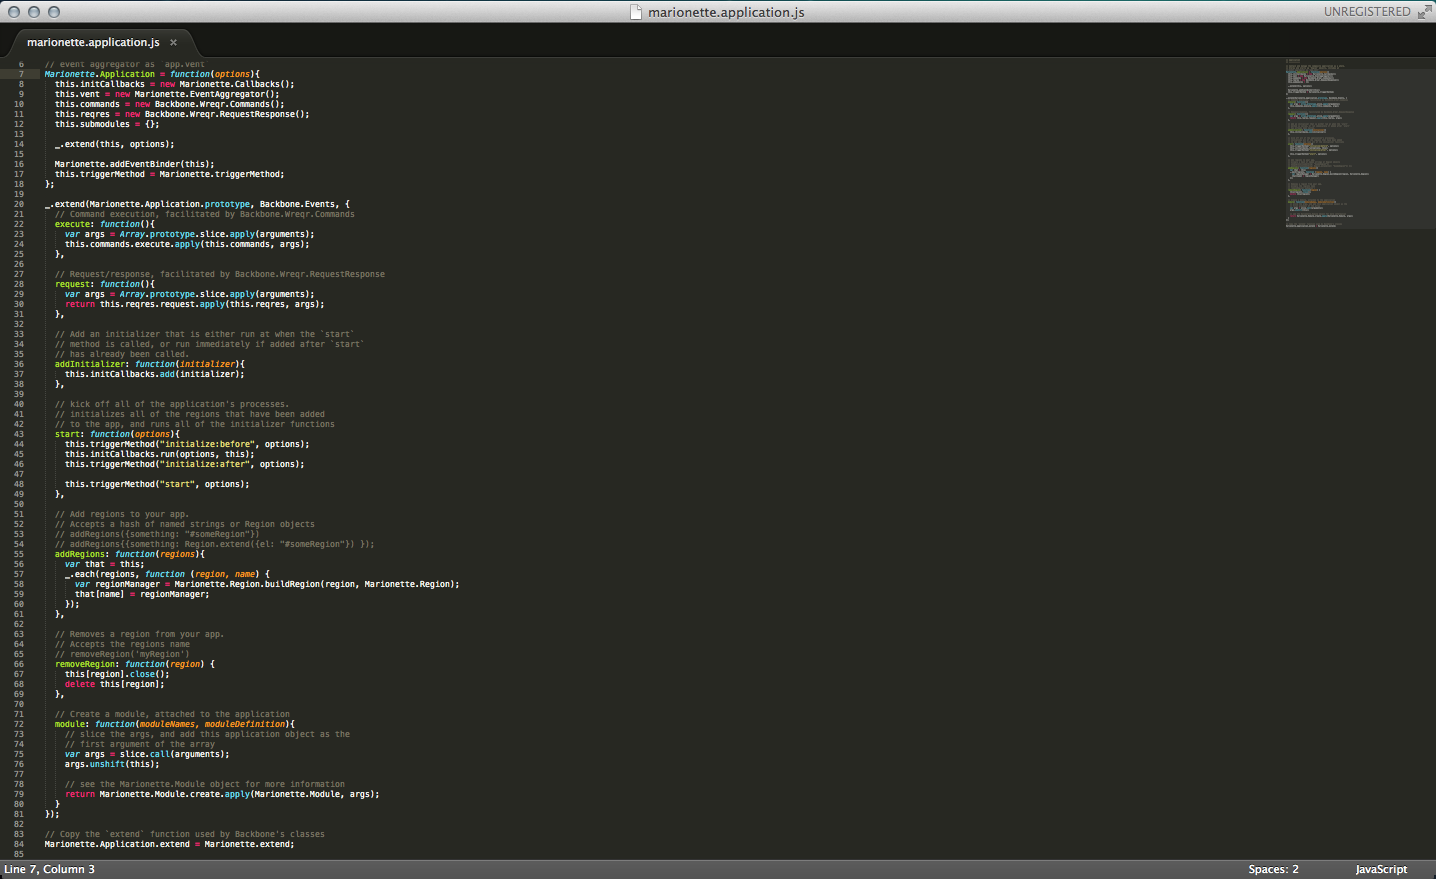 marionette.application.js
UNREGISTERED
marionette.application.js ×
6 // event aggregator as `app.vent`
7 Marionette.Application = function(options){
8   this.initCallbacks = new Marionette.Callbacks();
9   this.vent = new Marionette.EventAggregator();
10   this.commands = new Backbone.Wreqr.Commands();
11   this.reqres = new Backbone.Wreqr.RequestResponse();
12   this.submodules = {};
13
14   _.extend(this, options);
15
16   Marionette.addEventBinder(this);
17   this.triggerMethod = Marionette.triggerMethod;
18 };
19
20 _.extend(Marionette.Application.prototype, Backbone.Events, {
21   // Command execution, facilitated by Backbone.Wreqr.Commands
22   execute: function(){
23     var args = Array.prototype.slice.apply(arguments);
24     this.commands.execute.apply(this.commands, args);
25   },
26
27   // Request/response, facilitated by Backbone.Wreqr.RequestResponse
28   request: function(){
29     var args = Array.prototype.slice.apply(arguments);
30     return this.reqres.request.apply(this.reqres, args);
31   },
32
33   // Add an initializer that is either run at when the `start`
34   // method is called, or run immediately if added after `start`
35   // has already been called.
36   addInitializer: function(initializer){
37     this.initCallbacks.add(initializer);
38   },
39
40   // kick off all of the application's processes.
41   // initializes all of the regions that have been added
42   // to the app, and runs all of the initializer functions
43   start: function(options){
44     this.triggerMethod("initialize:before", options);
45     this.initCallbacks.run(options, this);
46     this.triggerMethod("initialize:after", options);
47
48     this.triggerMethod("start", options);
49   },
50
51   // Add regions to your app.
52   // Accepts a hash of named strings or Region objects
53   // addRegions({something: "#someRegion"})
54   // addRegions({something: Region.extend({el: "#someRegion"}) });
55   addRegions: function(regions){
56     var that = this;
57     _.each(regions, function (region, name) {
58       var regionManager = Marionette.Region.buildRegion(region, Marionette.Region);
59       that[name] = regionManager;
60     });
61   },
62
63   // Removes a region from your app.
64   // Accepts the regions name
65   // removeRegion('myRegion')
66   removeRegion: function(region) {
67     this[region].close();
68     delete this[region];
69   },
70
71   // Create a module, attached to the application
72   module: function(moduleNames, moduleDefinition){
73     // slice the args, and add this application object as the
74     // first argument of the array
75     var args = slice.call(arguments);
76     args.unshift(this);
77
78     // see the Marionette.Module object for more information
79     return Marionette.Module.create.apply(Marionette.Module, args);
80   }
81 });
82
83 // Copy the `extend` function used by Backbone's classes
84 Marionette.Application.extend = Marionette.extend;
85
Line 7, Column 3
Spaces: 2
JavaScript